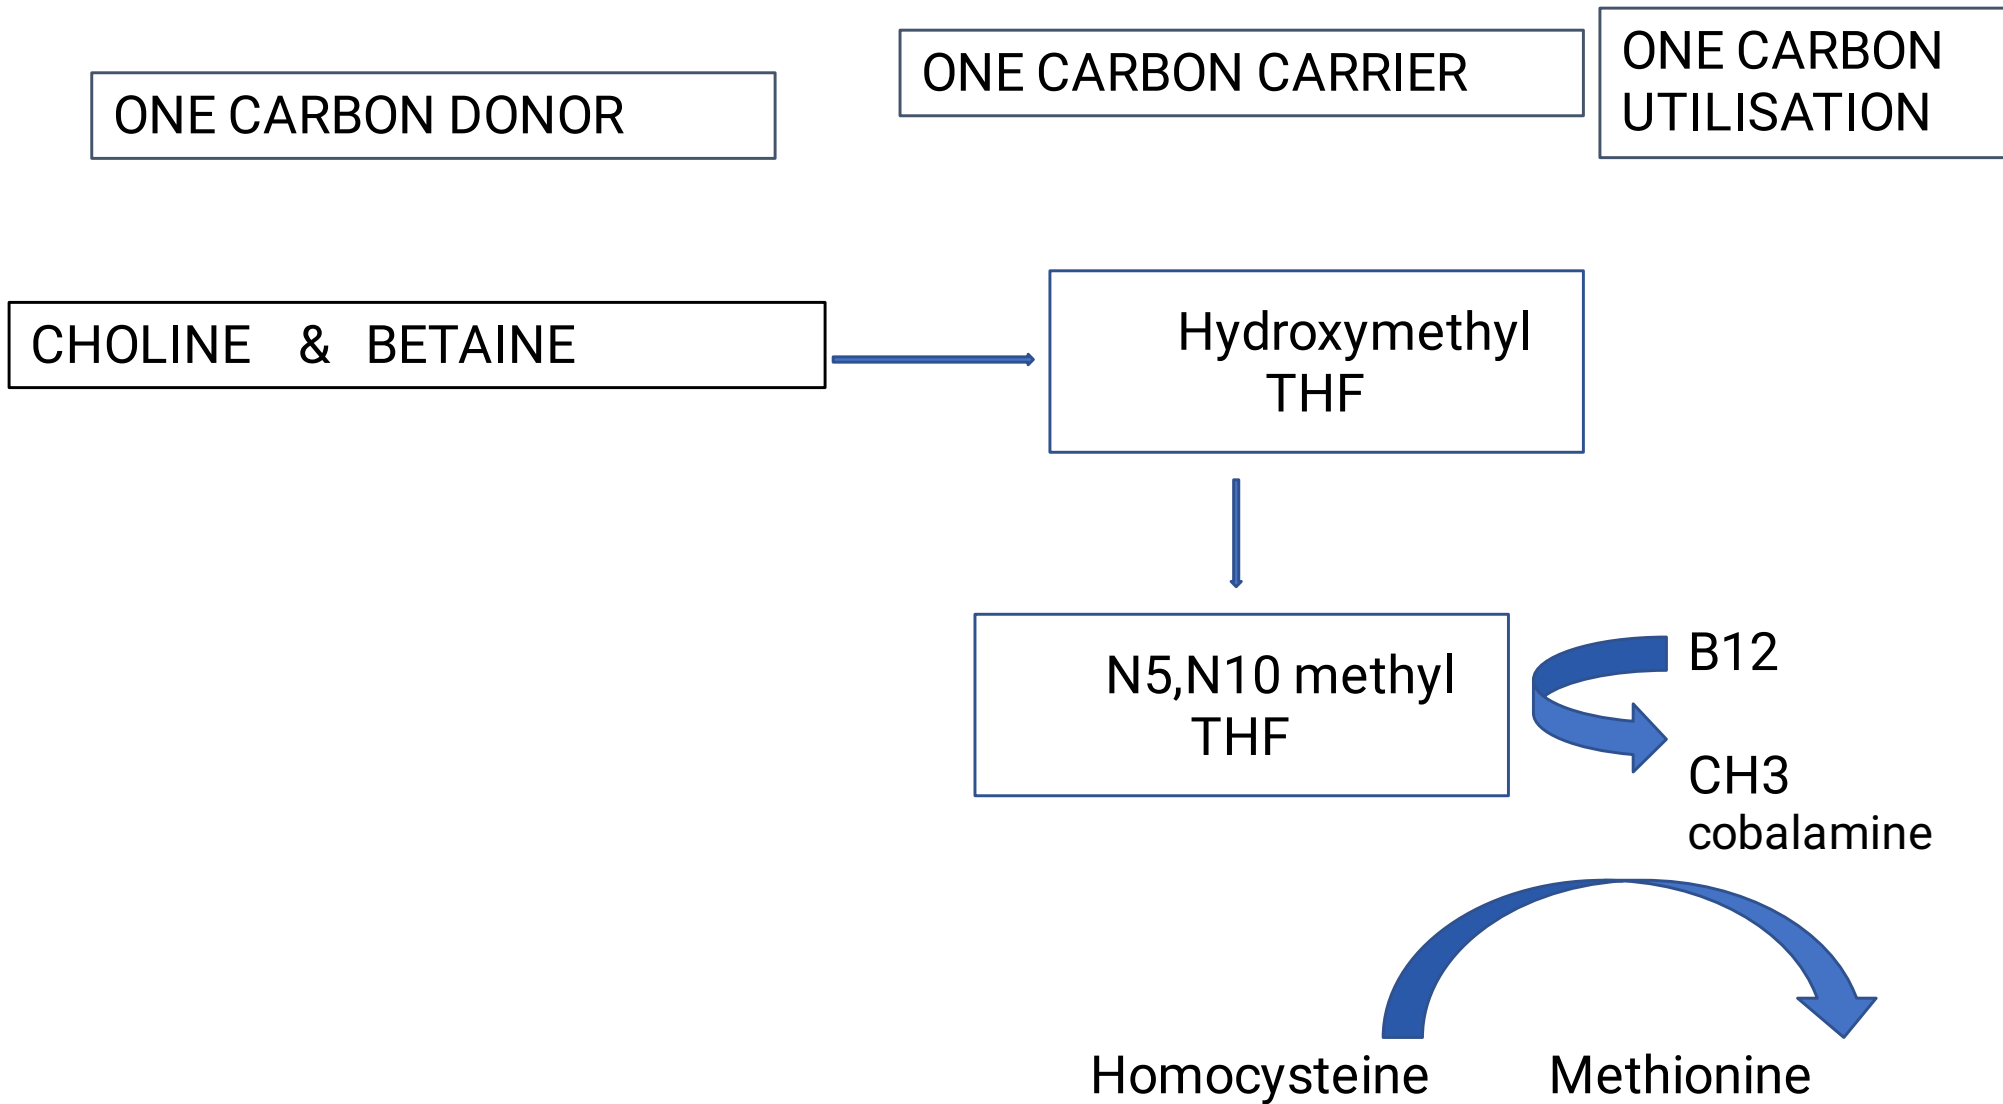 ONE CARBON DONOR
ONE CARBON CARRIER
ONE CARBON
UTILISATION
CHOLINE & BETAINE
Hydroxymethyl
THF
N5,N10 methyl
THF
B12
CH3
cobalamine
Homocysteine
Methionine